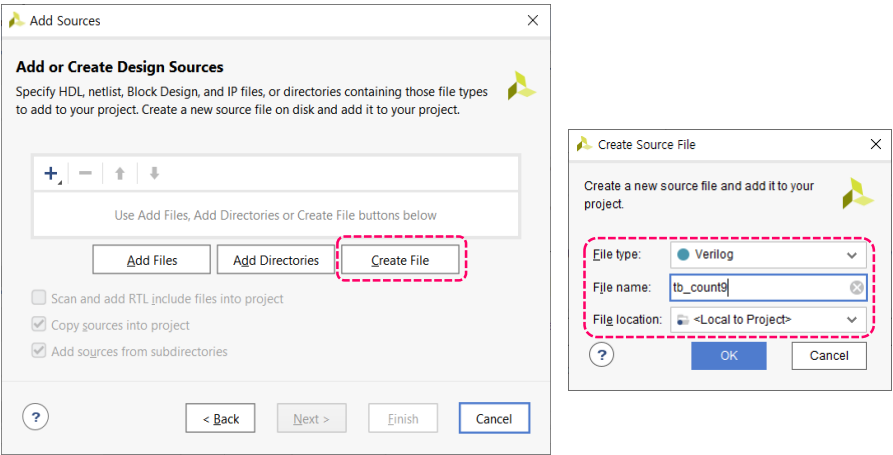 Add Sources
Add or Create Design Sources
Specify HDL, netlist, Block Design, and IP files, or directories containing those file types
to add to your project. Create a new source file on disk and add it to your project.
Use Add Files, Add Directories or Create File buttons below
Add Files
Add Directories
Create File
Scan and add RTL include files into project
Copy sources into project
Add sources from subdirectories
?
< Back
Next >
Finish
Cancel
Create Source File
Create a new source file and add it to your
project.
File type: Verilog
File name: tb_count9
File location: <Local to Project>
?
OK
Cancel